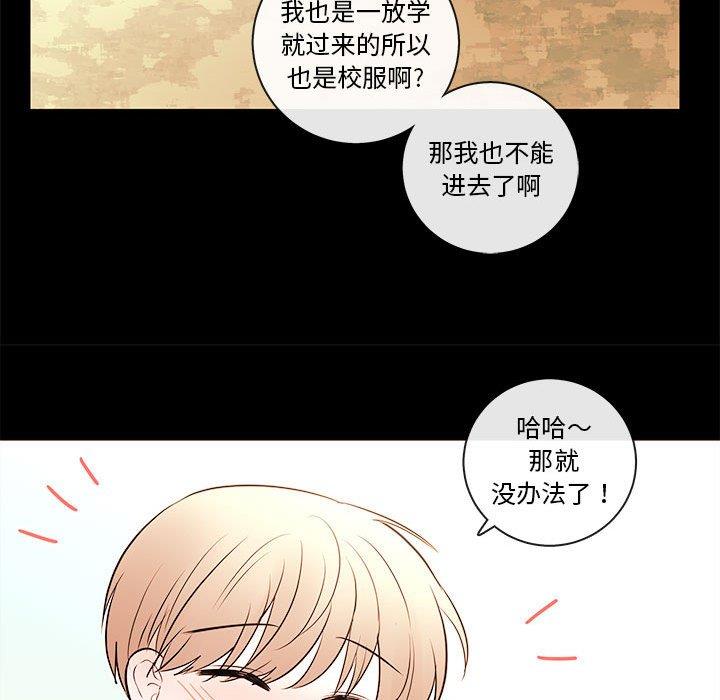 我也是一放学
就过来的所以
也是校服啊?
那我也不能
进去了啊
哈哈～
那就
没办法了！